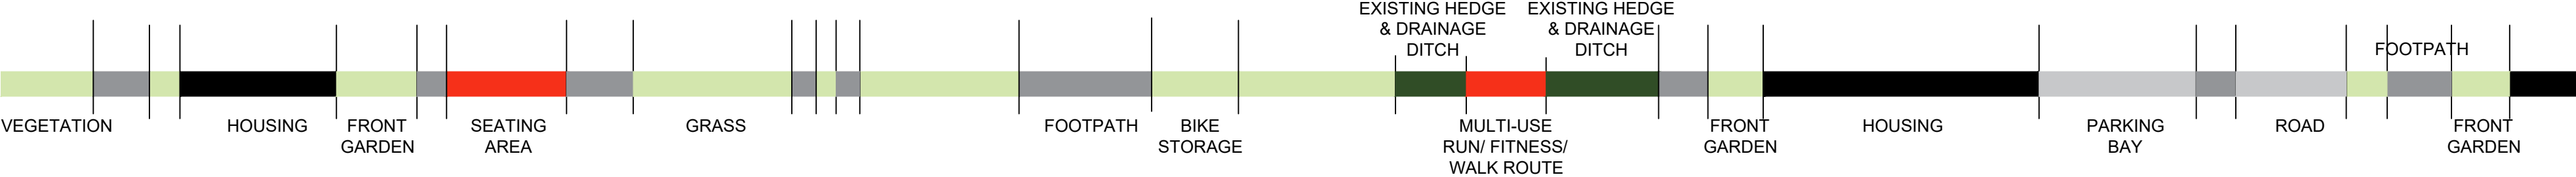 EXISTING HEDGE
& DRAINAGE
DITCH
EXISTING HEDGE
& DRAINAGE
DITCH
FOOTPATH
VEGETATION
HOUSING
FRONT
GARDEN
SEATING
AREA
GRASS
FOOTPATH
BIKE
STORAGE
MULTI-USE
RUN/ FITNESS/
WALK ROUTE
FRONT
GARDEN
HOUSING
PARKING
BAY
ROAD
FRONT
GARDEN